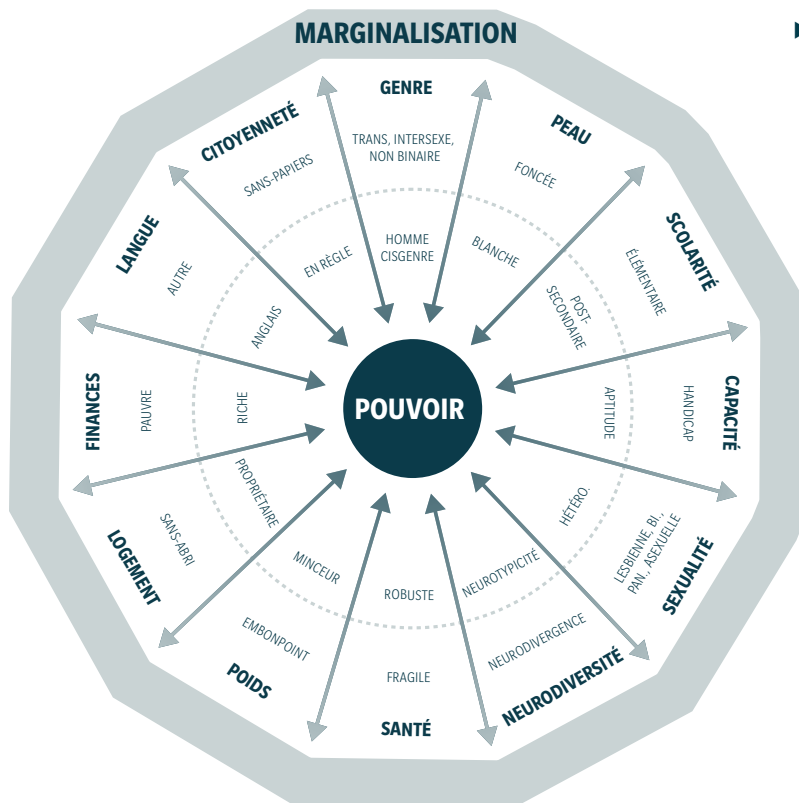 MARGINALISATION
GENRE
TRANS, INTERSEXE,
NON BINAIRE
HOMME
CISGENRE
PEAU
FONCÉE
BLANCHE
SCOLARITÉ
ÉLÉMENTAIRE
POST-
SECONDAIRE
CAPACITÉ
HANDICAP
APTITUDE
SEXUALITÉ
LESBIENNE, BI.,
PAN., ASEXUELLE
HÉTÉRO.
NEURODIVERSITÉ
NEURODIVERGENCE
NEUROTYPICITÉ
SANTÉ
FRAGILE
ROBUSTE
POIDS
EMBONPOINT
MINCEUR
LOGEMENT
SANS-ABRI
PROPRIÉTAIRE
FINANCES
PAUVRE
RICHE
LANGUE
AUTRE
ANGLAIS
CITOYENNETÉ
SANS-PAPIERS
EN RÈGLE
POUVOIR